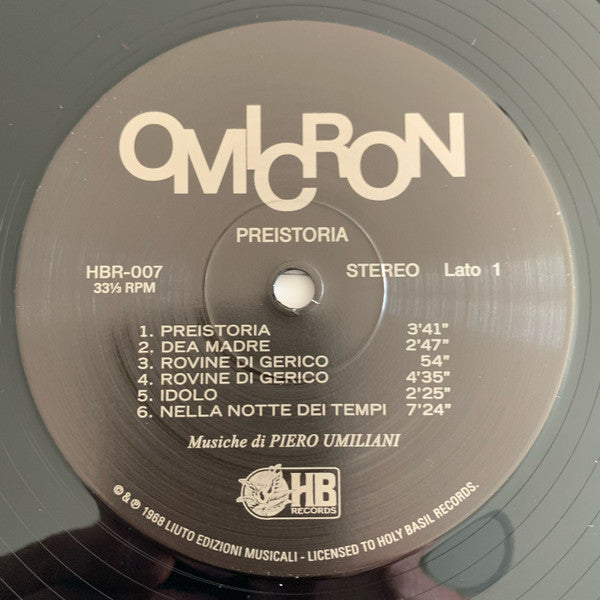 OMICRON
PREISTORIA
HBR-007 STEREO Lato 1
33⅓ RPM
1. PREISTORIA 3'41"
2. DEA MADRE 2'47"
3. ROVINE DI GERICO 54"
4. ROVINE DI GERICO 4'35"
5. IDOLO 2'25"
6. NELLA NOTTE DEI TEMPI 7'24"
Musiche di PIERO UMILIANI
HB
RECORDS
© & ℗ 1968 LIUTO EDIZIONI MUSICALI - LICENSED TO HOLY BASIL RECORDS.